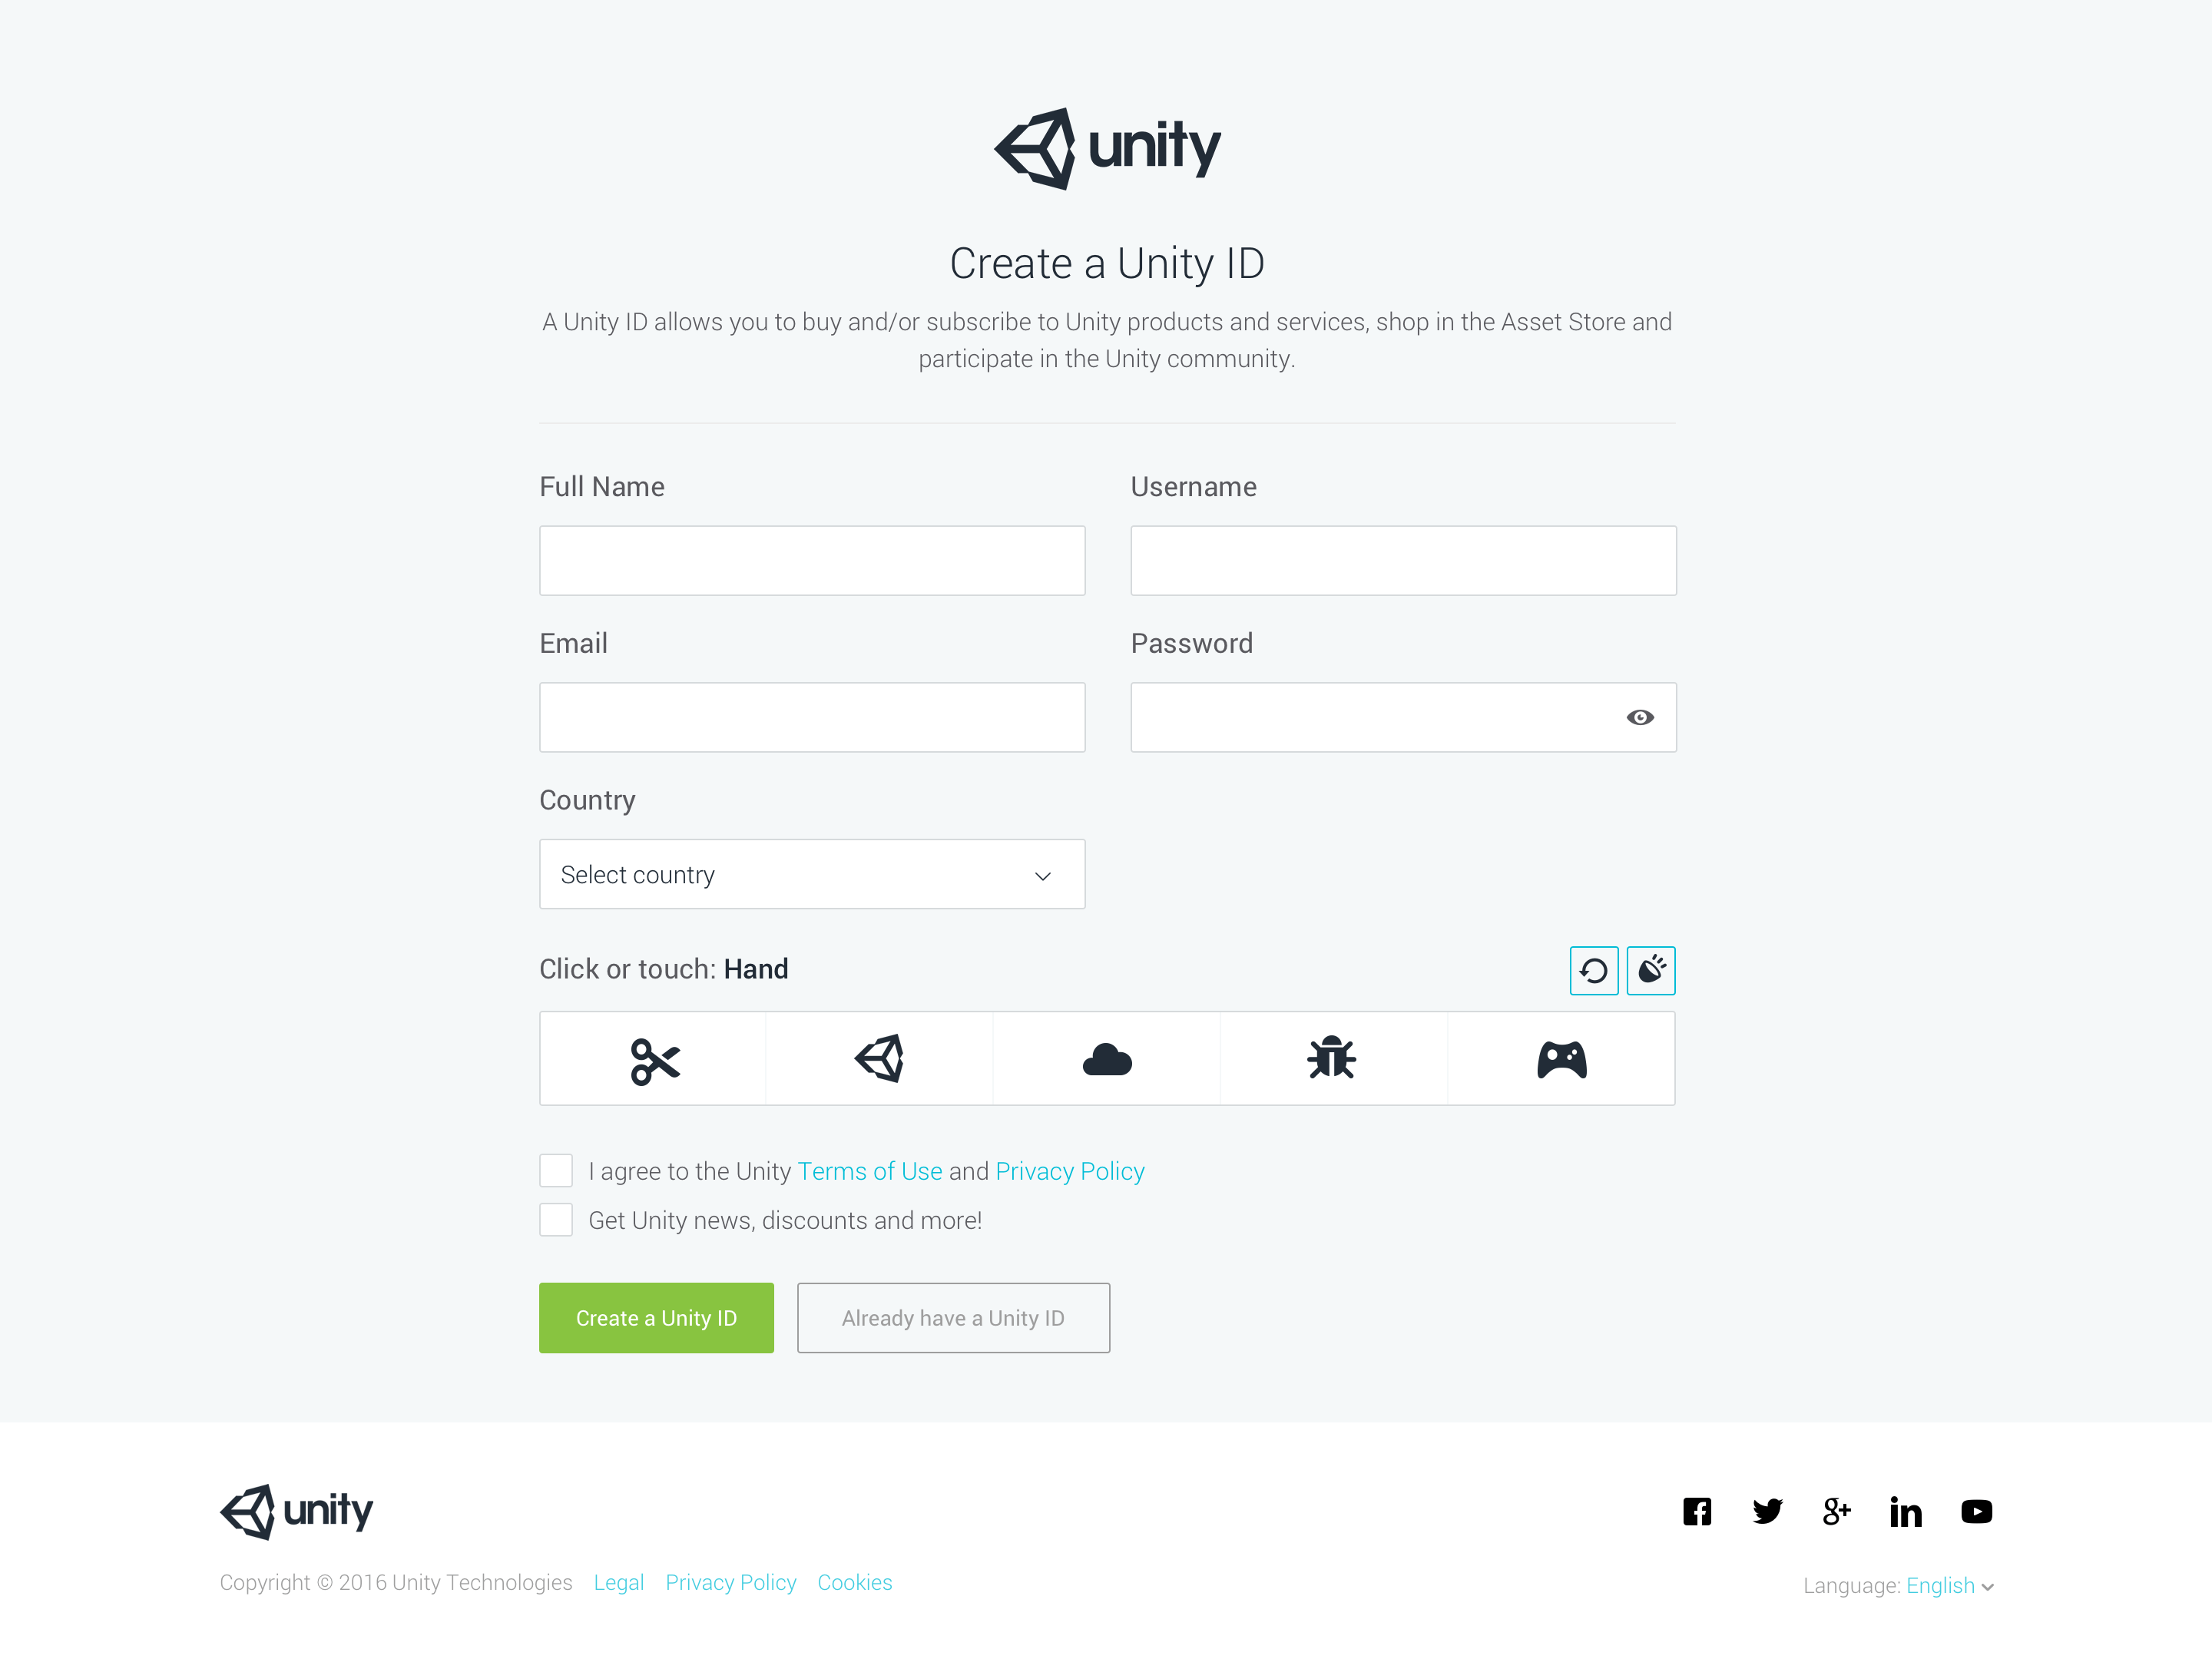 unity
Create a Unity ID
A Unity ID allows you to buy and/or subscribe to Unity products and services, shop in the Asset Store and
participate in the Unity community.
Full Name
Username
Email
Password
Country
Select country
Click or touch: Hand
I agree to the Unity Terms of Use and Privacy Policy
Get Unity news, discounts and more!
Create a Unity ID
Already have a Unity ID
unity
g+
in
Copyright © 2016 Unity Technologies Legal Privacy Policy Cookies
Language: English